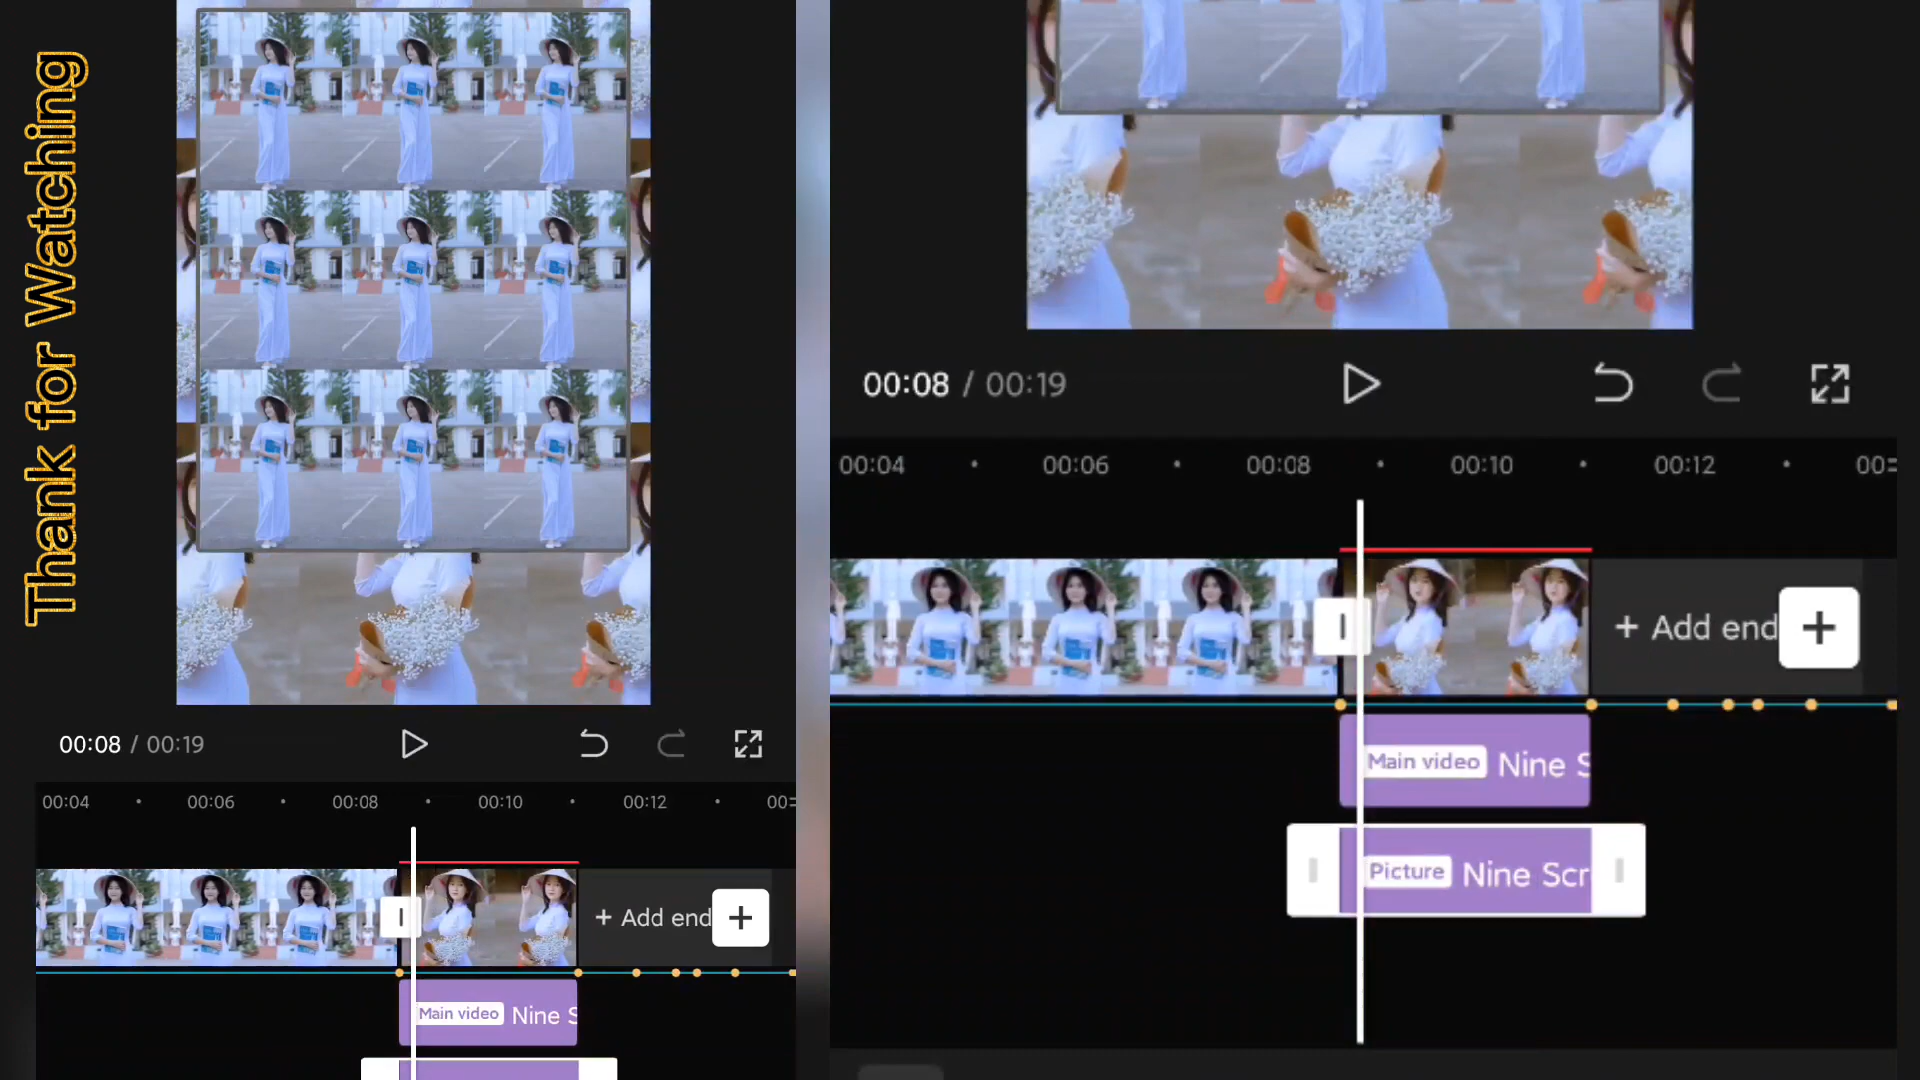 Thank for Watching
00:08 / 00:19
00:04
00:06
00:08
00:10
00:12
+ Add end
+
Main video Nine S
00:08 / 00:19
00:04
00:06
00:08
00:10
00:12
+ Add end
+
Main video Nine S
Picture Nine Scr